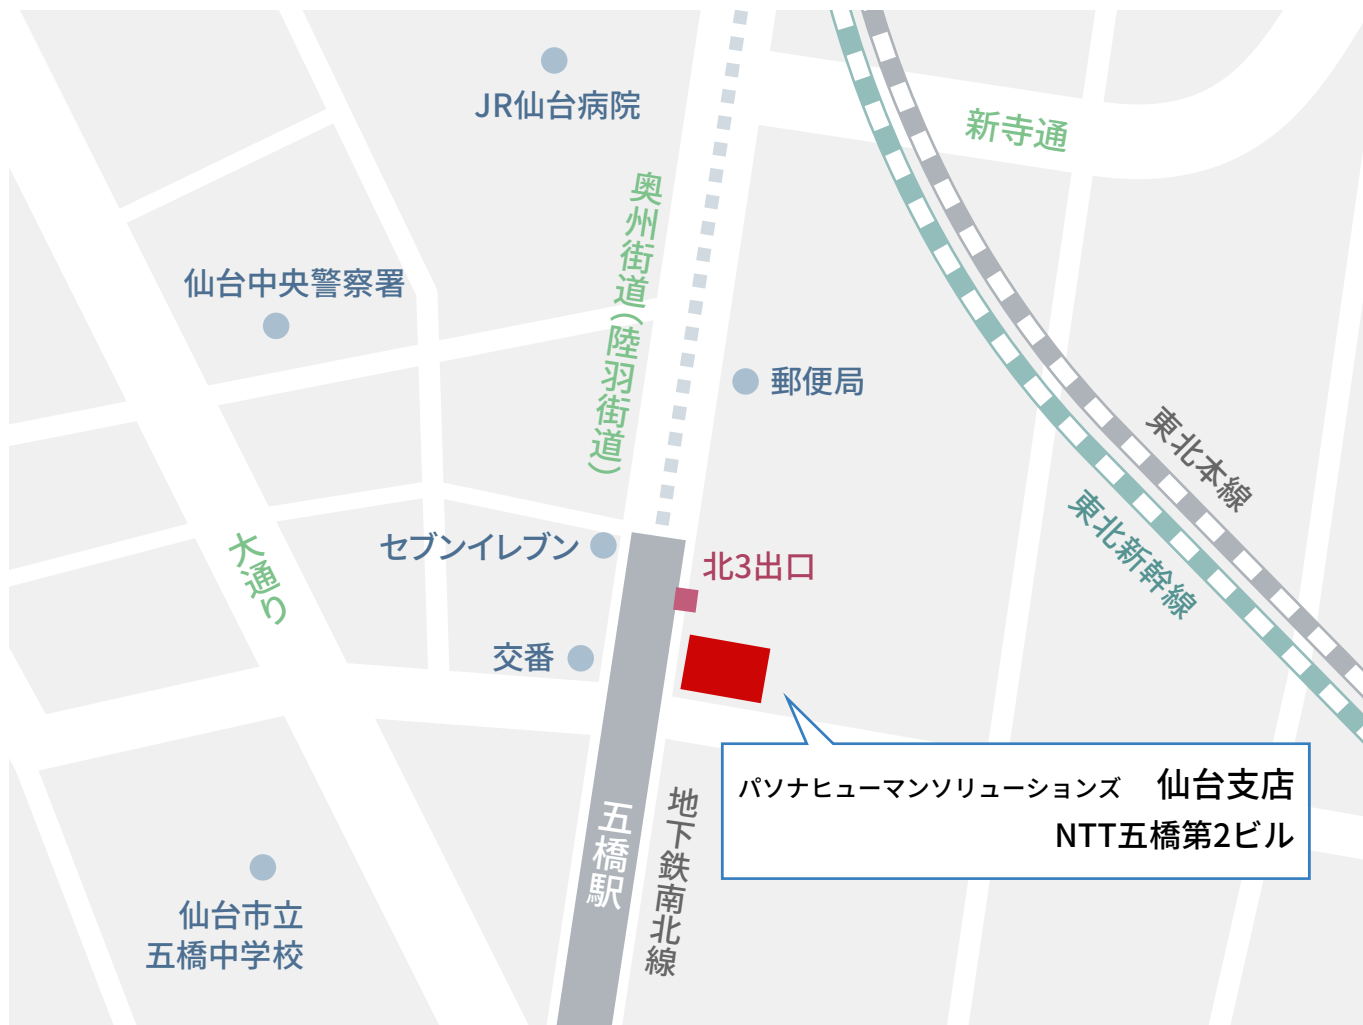 JR仙台病院
新寺通
奥州街道(陸羽街道)
仙台中央警察署
郵便局
東北本線
東北新幹線
大通り
セブンイレブン
北3出口
交番
パソナヒューマンソリューションズ 仙台支店
NTT五橋第2ビル
五橋駅
地下鉄南北線
仙台市立
五橋中学校